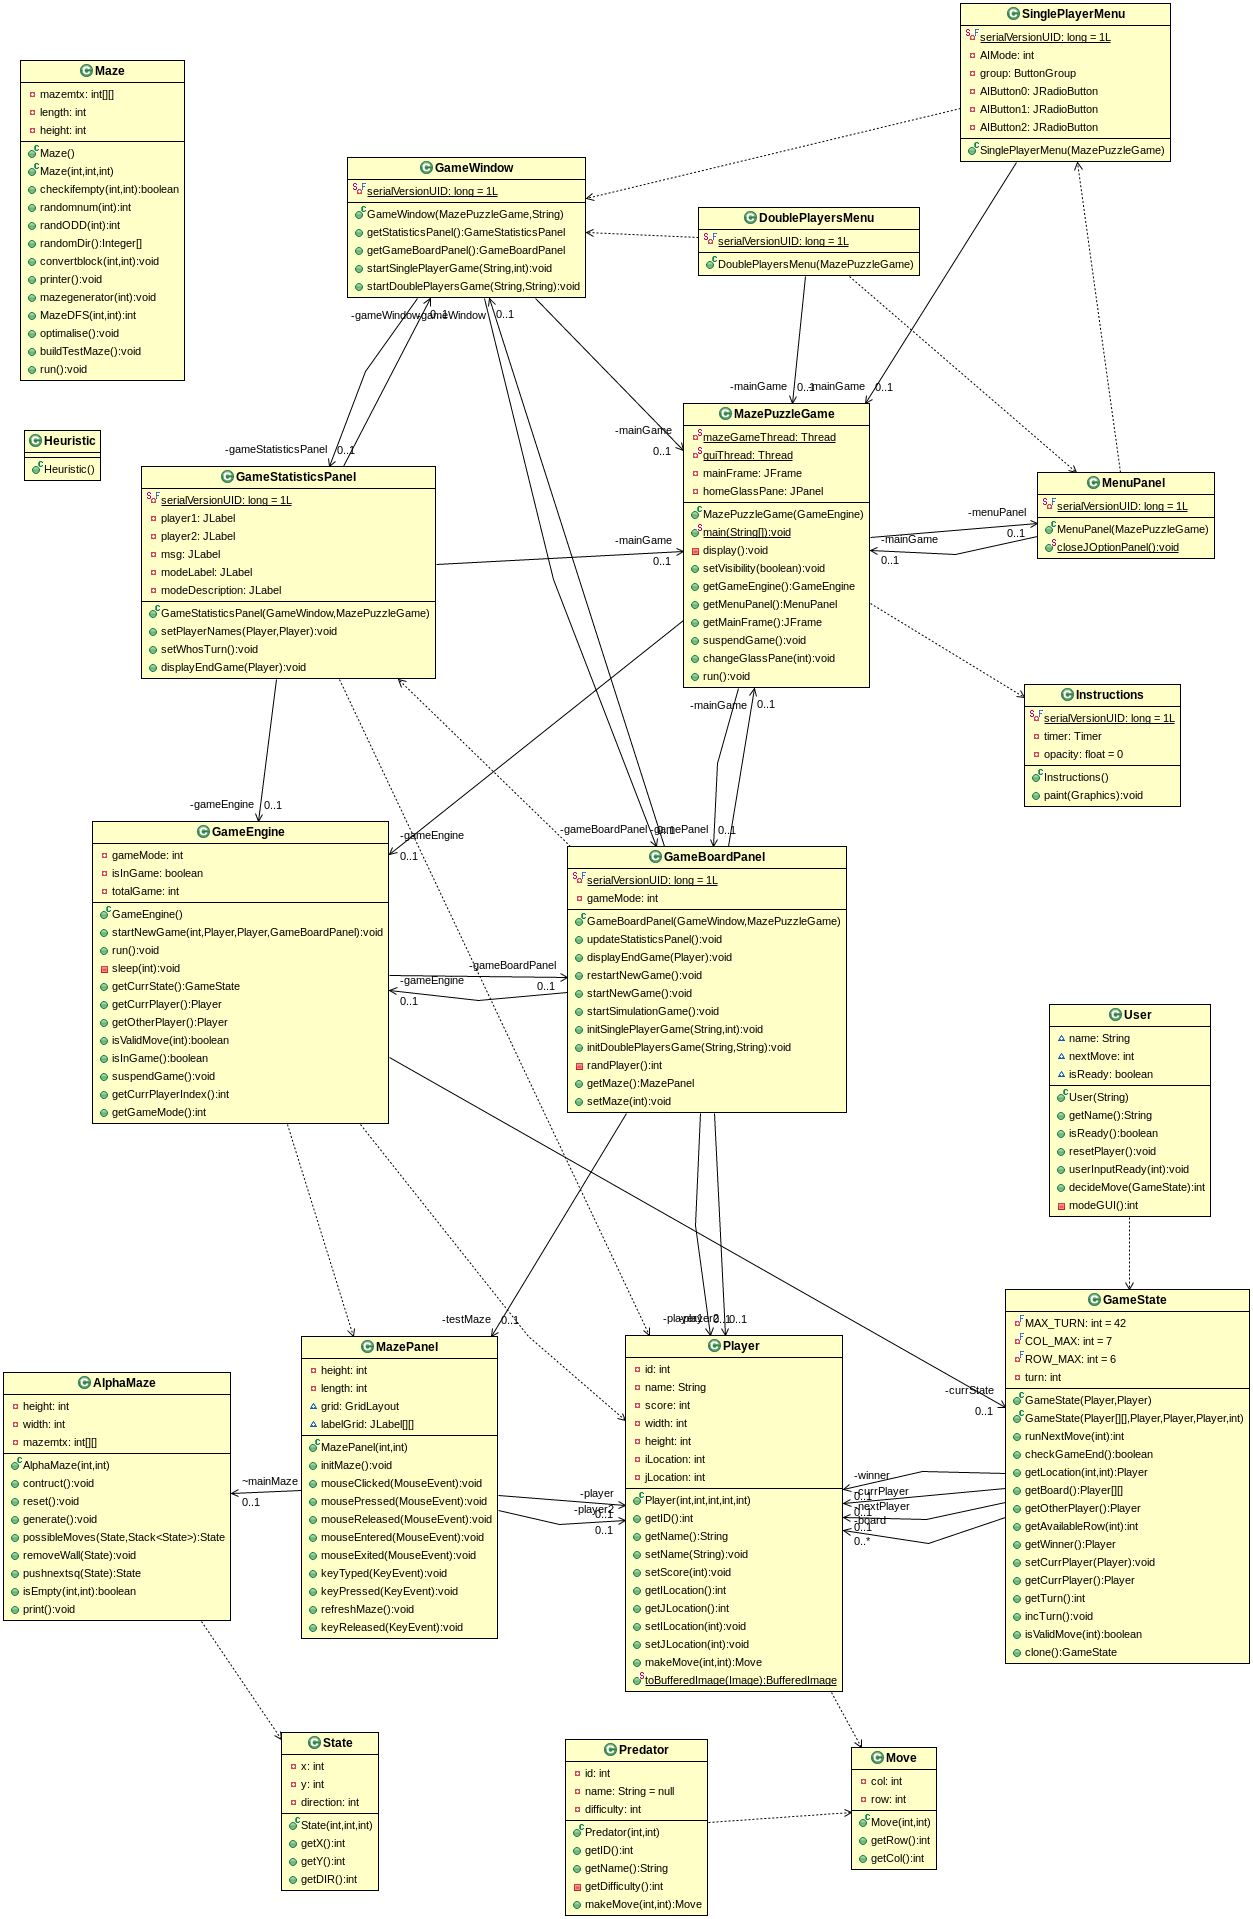 SinglePlayerMenu
serialVersionUID: long = 1L
AIMode: int
group: ButtonGroup
AIButton0: JRadioButton
AIButton1: JRadioButton
AIButton2: JRadioButton
SinglePlayerMenu(MazePuzzleGame)
Maze
mazemtx: int[][]
length: int
height: int
Maze()
Maze(int,int,int)
checkifempty(int,int):boolean
randomnum(int):int
randODD(int):int
randomDir():Integer[]
convertblock(int,int):void
printer():void
mazegenerator(int):void
MazeDFS(int,int):int
optimalise():void
buildTestMaze():void
run():void
GameWindow
serialVersionUID: long = 1L
GameWindow(MazePuzzleGame,String)
getStatisticsPanel():GameStatisticsPanel
getGameBoardPanel():GameBoardPanel
startSinglePlayerGame(String,int):void
startDoublePlayersGame(String,String):void
DoublePlayersMenu
serialVersionUID: long = 1L
DoublePlayersMenu(MazePuzzleGame)
-gameWindow
-gameWindow
0..1
0..1
-mainGame
0..1
-mainGame
0..1
-mainGame
0..1
-gameStatisticsPanel
0..1
Heuristic
Heuristic()
MazePuzzleGame
mazeGameThread: Thread
guiThread: Thread
mainFrame: JFrame
homeGlassPane: JPanel
MazePuzzleGame(GameEngine)
main(String[]):void
display():void
setVisibility(boolean):void
getGameEngine():GameEngine
getMenuPanel():MenuPanel
getMainFrame():JFrame
suspendGame():void
changeGlassPane(int):void
run():void
GameStatisticsPanel
serialVersionUID: long = 1L
player1: JLabel
player2: JLabel
msg: JLabel
modeLabel: JLabel
modeDescription: JLabel
GameStatisticsPanel(GameWindow,MazePuzzleGame)
setPlayerNames(Player,Player):void
setWhosTurn():void
displayEndGame(Player):void
-mainGame
0..1
-menuPanel
0..1
-mainGame
0..1
MenuPanel
serialVersionUID: long = 1L
MenuPanel(MazePuzzleGame)
closeJOptionPanel():void
Instructions
serialVersionUID: long = 1L
timer: Timer
opacity: float = 0
Instructions()
paint(Graphics):void
-mainGame
0..1
-gameEngine
0..1
-gameEngine
0..1
-gameBoardPanel
0..1
0..1
GameEngine
gameMode: int
isInGame: boolean
totalGame: int
GameEngine()
startNewGame(int,Player,Player,GameBoardPanel):void
run():void
sleep(int):void
getCurrState():GameState
getCurrPlayer():Player
getOtherPlayer():Player
isValidMove(int):boolean
isInGame():boolean
suspendGame():void
getCurrPlayerIndex():int
getGameMode():int
GameBoardPanel
serialVersionUID: long = 1L
gameMode: int
GameBoardPanel(GameWindow,MazePuzzleGame)
updateStatisticsPanel():void
displayEndGame(Player):void
restartNewGame():void
startNewGame():void
startSimulationGame():void
initSinglePlayerGame(String,int):void
initDoublePlayersGame(String,String):void
randPlayer():int
getMaze():MazePanel
setMaze(int):void
-gameBoardPanel
0..1
-gameEngine
0..1
User
name: String
nextMove: int
isReady: boolean
User(String)
getName():String
isReady():boolean
resetPlayer():void
userInputReady(int):void
decideMove(GameState):int
modeGUI():int
-testMaze
0..1
-player1
-player2
0..1
0..1
GameState
MAX_TURN: int = 42
COL_MAX: int = 7
ROW_MAX: int = 6
turn: int
GameState(Player,Player)
GameState(Player[][],Player,Player,Player,int)
runNextMove(int):int
checkGameEnd():boolean
getLocation(int,int):Player
getBoard():Player[][]
getOtherPlayer():Player
getAvailableRow(int):int
getWinner():Player
setCurrPlayer(Player):void
getCurrPlayer():Player
getTurn():int
incTurn():void
isValidMove(int):boolean
clone():GameState
-currState
0..1
MazePanel
height: int
length: int
grid: GridLayout
labelGrid: JLabel[][]
MazePanel(int,int)
initMaze():void
mouseClicked(MouseEvent):void
mousePressed(MouseEvent):void
mouseReleased(MouseEvent):void
mouseEntered(MouseEvent):void
mouseExited(MouseEvent):void
keyTyped(KeyEvent):void
keyPressed(KeyEvent):void
refreshMaze():void
keyReleased(KeyEvent):void
Player
id: int
name: String
score: int
width: int
height: int
iLocation: int
jLocation: int
Player(int,int,int,int,int)
getID():int
getName():String
setName(String):void
setScore(int):void
getILocation():int
getJLocation():int
setILocation(int):void
setJLocation(int):void
makeMove(int,int):Move
toBufferedImage(Image):BufferedImage
AlphaMaze
height: int
width: int
mazemtx: int[][]
AlphaMaze(int,int)
contruct():void
reset():void
generate():void
possibleMoves(State,Stack<State>):State
removeWall(State):void
pushnextsq(State):State
isEmpty(int,int):boolean
print():void
~mainMaze
0..1
-player
0..1
-player2
0..1
-winner
0..1
-currPlayer
-nextPlayer
0..1
-board
0..*
State
x: int
y: int
direction: int
State(int,int,int)
getX():int
getY():int
getDIR():int
Predator
id: int
name: String = null
difficulty: int
Predator(int,int)
getID():int
getName():String
getDifficulty():int
makeMove(int,int):Move
Move
col: int
row: int
Move(int,int)
getRow():int
getCol():int